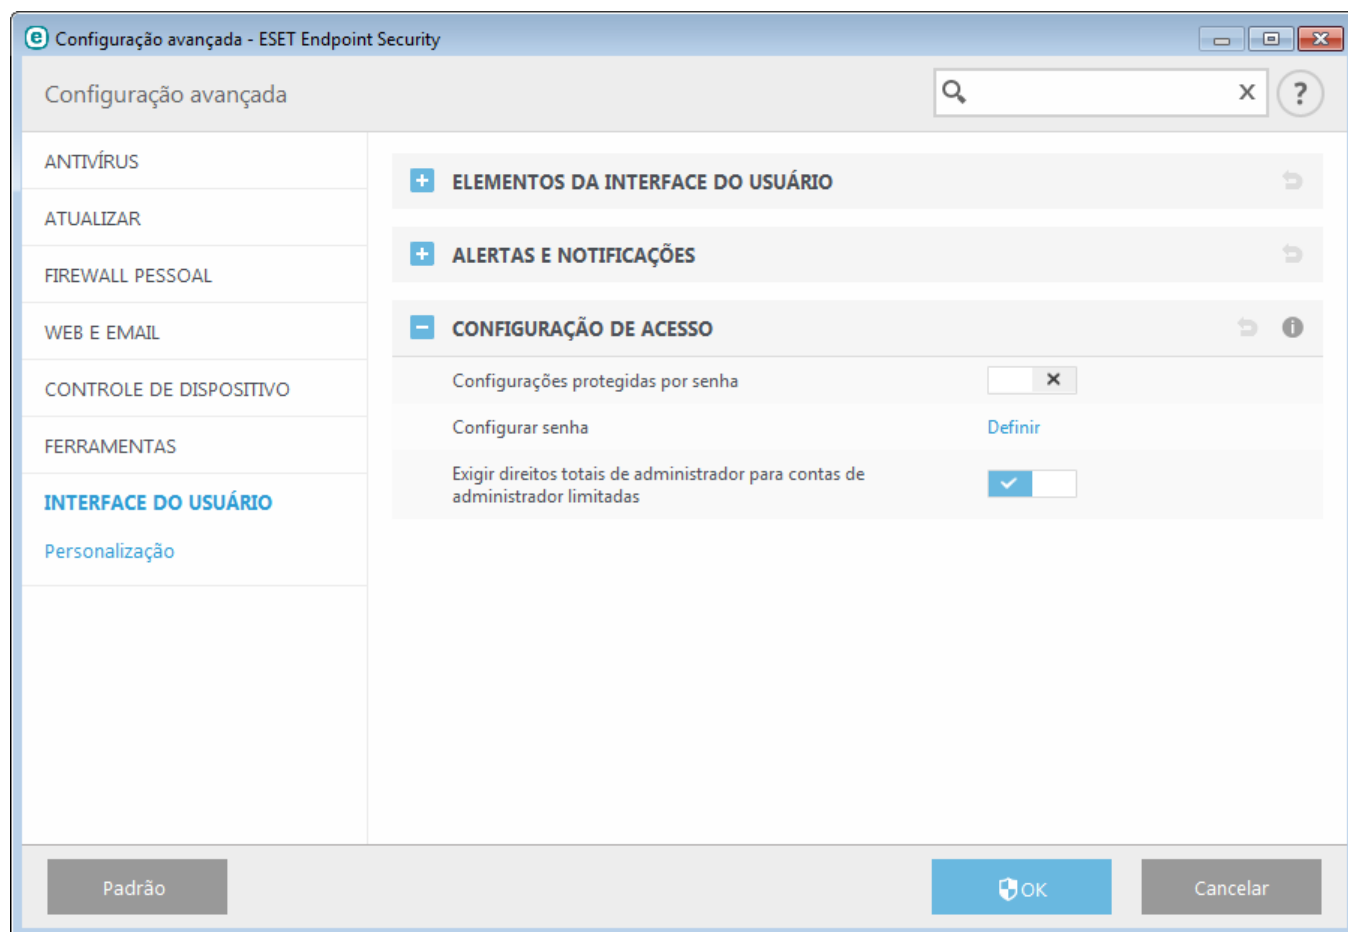 Configuração avançada - ESET Endpoint Security
Configuração avançada
ANTIVÍRUS
ATUALIZAR
FIREWALL PESSOAL
WEB E EMAIL
CONTROLE DE DISPOSITIVO
FERRAMENTAS
INTERFACE DO USUÁRIO
Personalização
ELEMENTOS DA INTERFACE DO USUÁRIO
ALERTAS E NOTIFICAÇÕES
CONFIGURAÇÃO DE ACESSO
Configurações protegidas por senha
Configurar senha
Definir
Exigir direitos totais de administrador para contas de
administrador limitadas
Padrão
OK
Cancelar